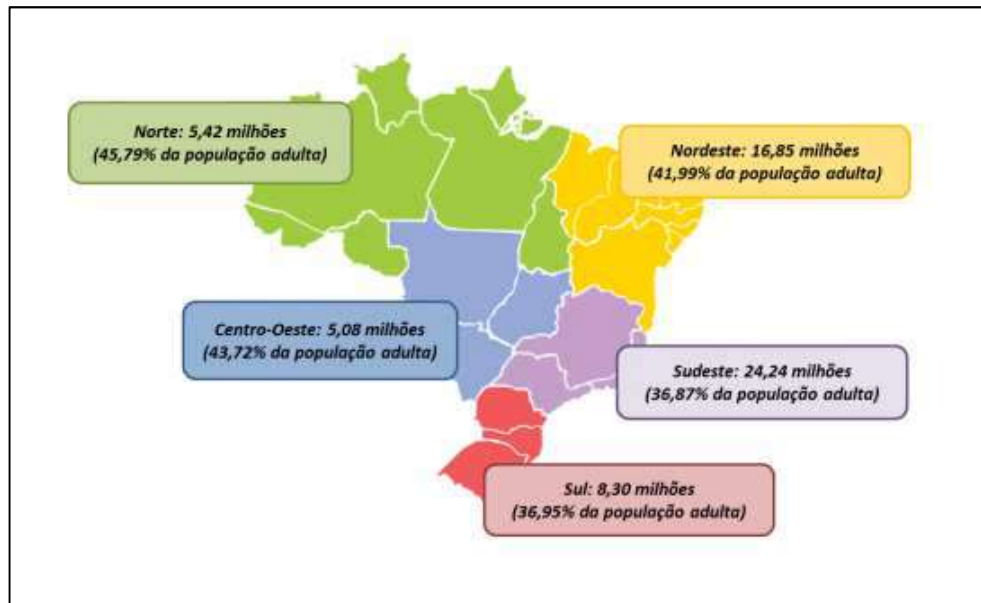 Norte: 5,42 milhões
(45,79% da população adulta)
Nordeste: 16,85 milhões
(41,99% da população adulta)
Centro-Oeste: 5,08 milhões
(43,72% da população adulta)
Sudeste: 24,24 milhões
(36,87% da população adulta)
Sul: 8,30 milhões
(36,95% da população adulta)